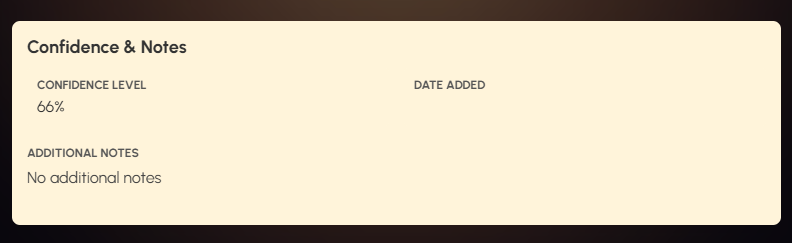 Confidence & Notes
CONFIDENCE LEVEL
66%
DATE ADDED
ADDITIONAL NOTES
No additional notes